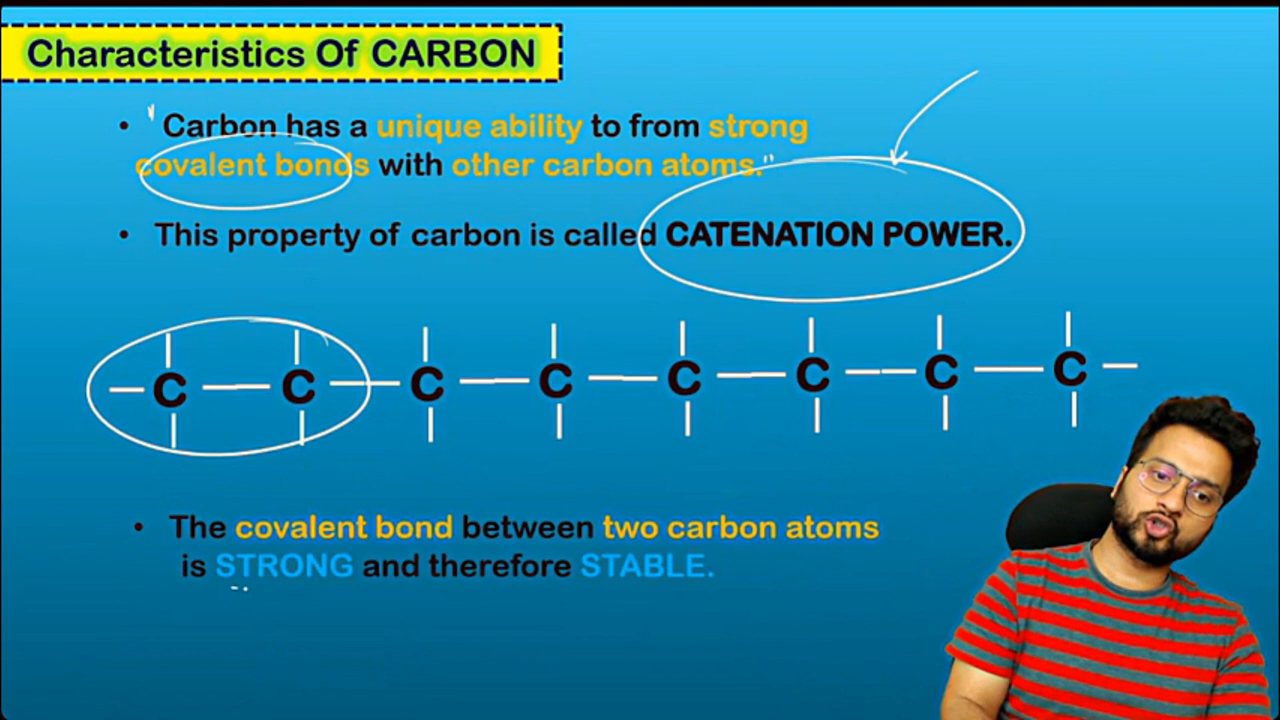 Characteristics Of CARBON
• Carbon has a unique ability to from strong
covalent bonds with other carbon atoms."
• This property of carbon is called CATENATION POWER.
– C — C — C — C — C — C — C — C –
• The covalent bond between two carbon atoms
is STRONG and therefore STABLE.